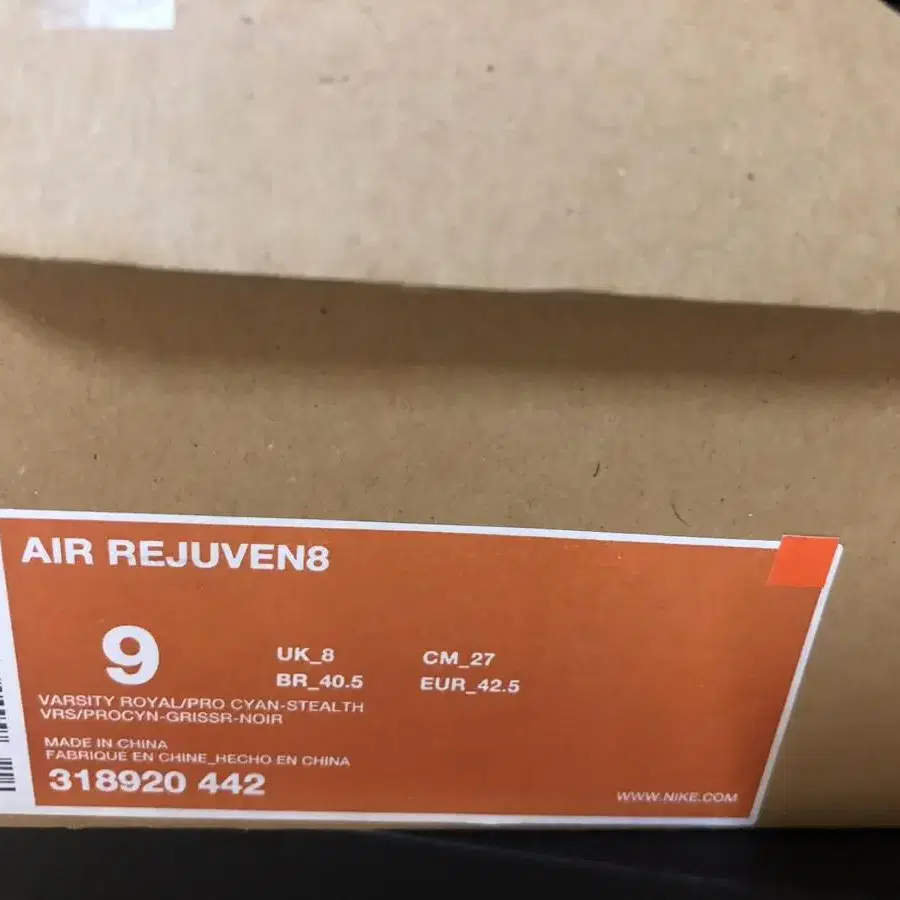 AIR REJUVEN8
9
UK_8 CM_27
BR_40.5 EUR_42.5
VARSITY ROYAL/PRO CYAN-STEALTH
VRS/PROCYN-GRISSR-NOIR
MADE IN CHINA
FABRIQUE EN CHINE_HECHO EN CHINA
318920 442
WWW.NIKE.COM